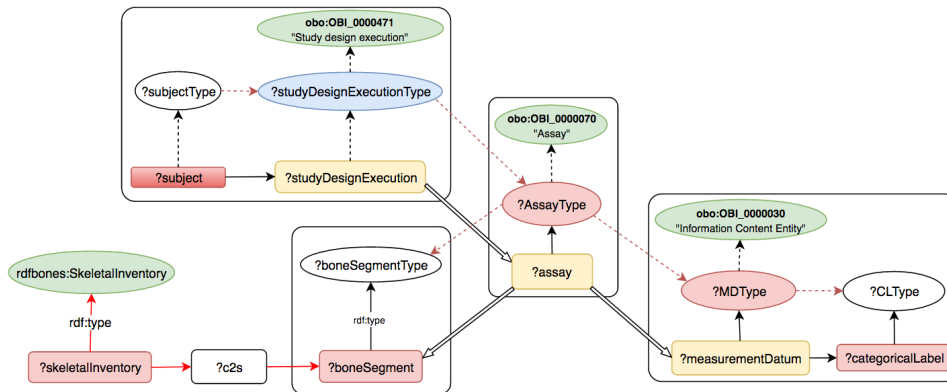 obo:OBI_0000471
"Study design execution"
?subjectType
?studyDesignExecutionType
?subject
?studyDesignExecution
obo:OBI_0000070
"Assay"
?AssayType
?assay
obo:OBI_0000030
"Information Content Entity"
?MDType
?CLType
?measurementDatum
?categoricalLabel
rdfbones:SkeletalInventory
rdf:type
?skeletalInventory
?c2s
?boneSegmentType
rdf:type
?boneSegment